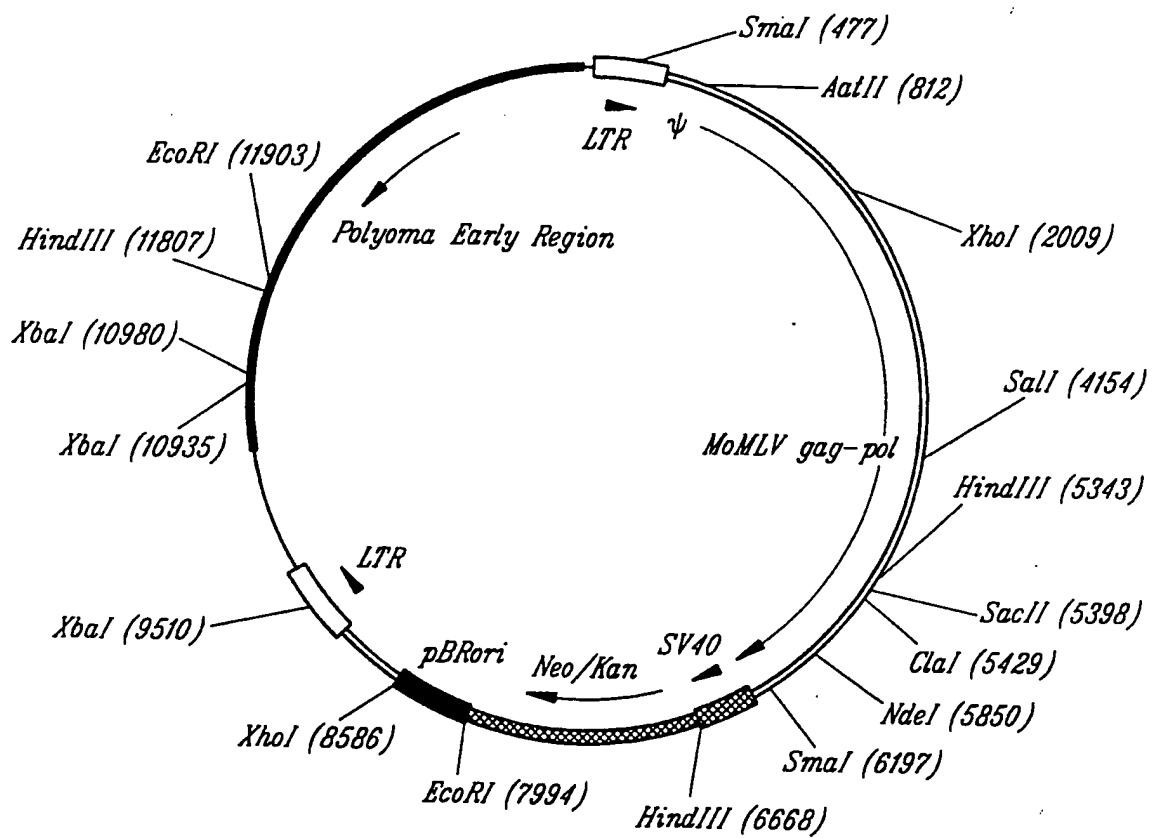 SmaI (477)
AatII (812)
LTR
ψ
EcoRI (11903)
Polyoma Early Region
XhoI (2009)
HindIII (11807)
XbaI (10980)
SalI (4154)
XbaI (10935)
MoMLV gag-pol
HindIII (5343)
LTR
SacII (5398)
XbaI (9510)
pBRori
Neo/Kan
SV40
ClaI (5429)
NdeI (5850)
XhoI (8586)
SmaI (6197)
EcoRI (7994)
HindIII (6668)